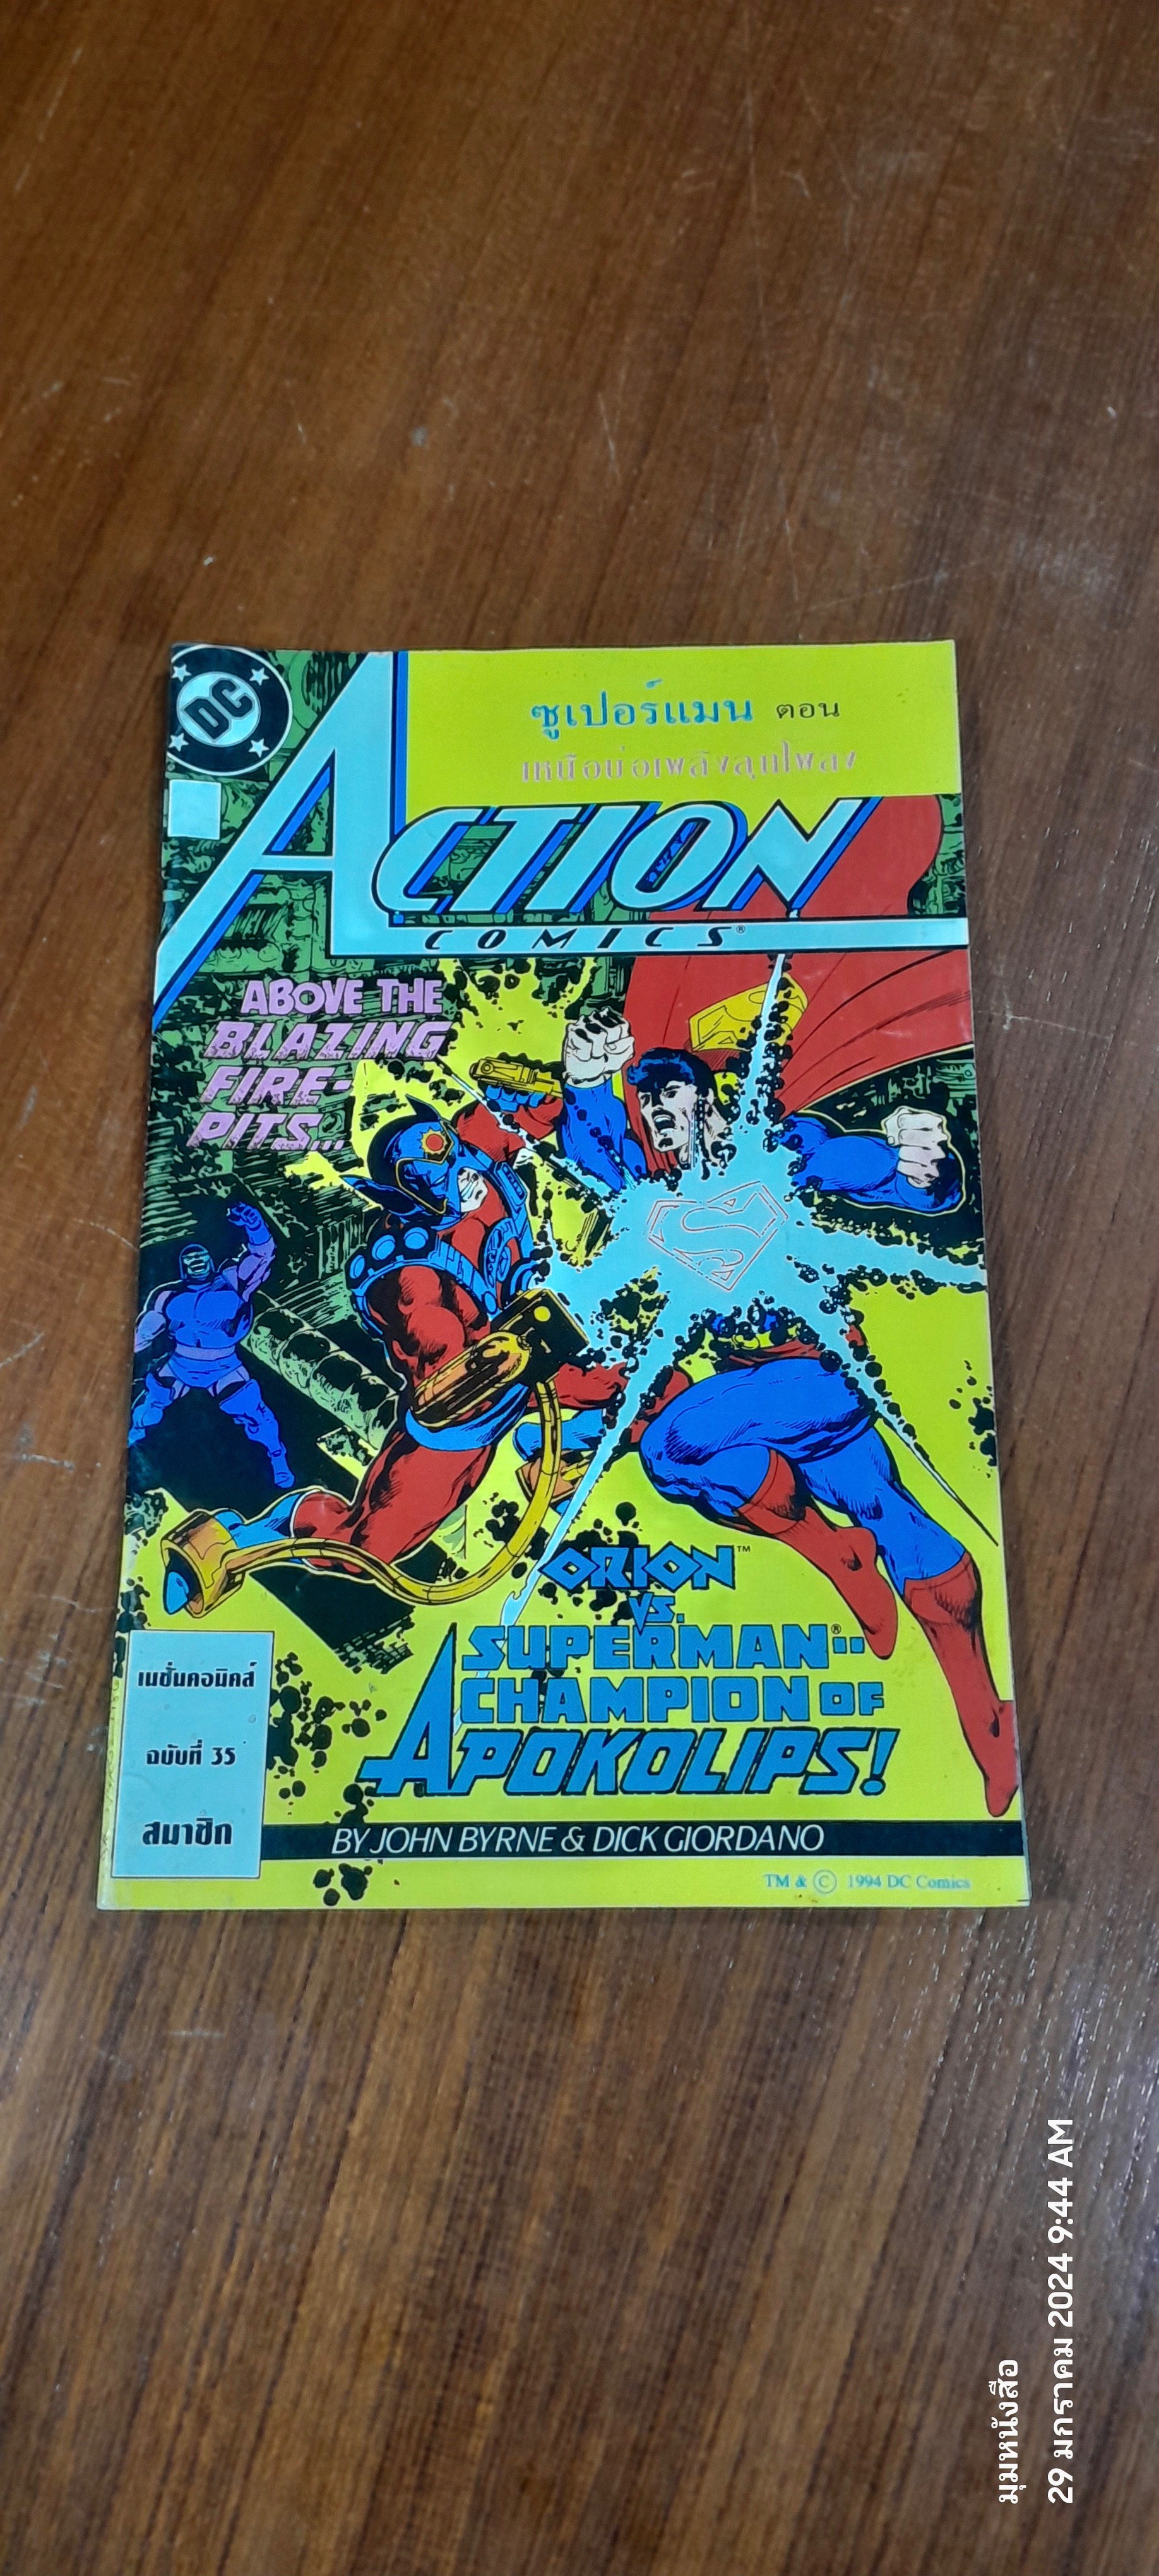 DC
ซูเปอร์แมน ตอน
เหนือบ่อเพลิงลุกโพลง
ACTION
COMICS®
ABOVE THE
BLAZING
FIRE-
PITS...
ORION™
VS.
SUPERMAN®--
CHAMPION OF
APOKOLIPS!
เนชั่นคอมิคส์
ฉบับที่ 35
สมาชิก
BY JOHN BYRNE & DICK GIORDANO
TM & © 1994 DC Comics
มุมหนังสือ
29 มกราคม 2024 9:44 AM